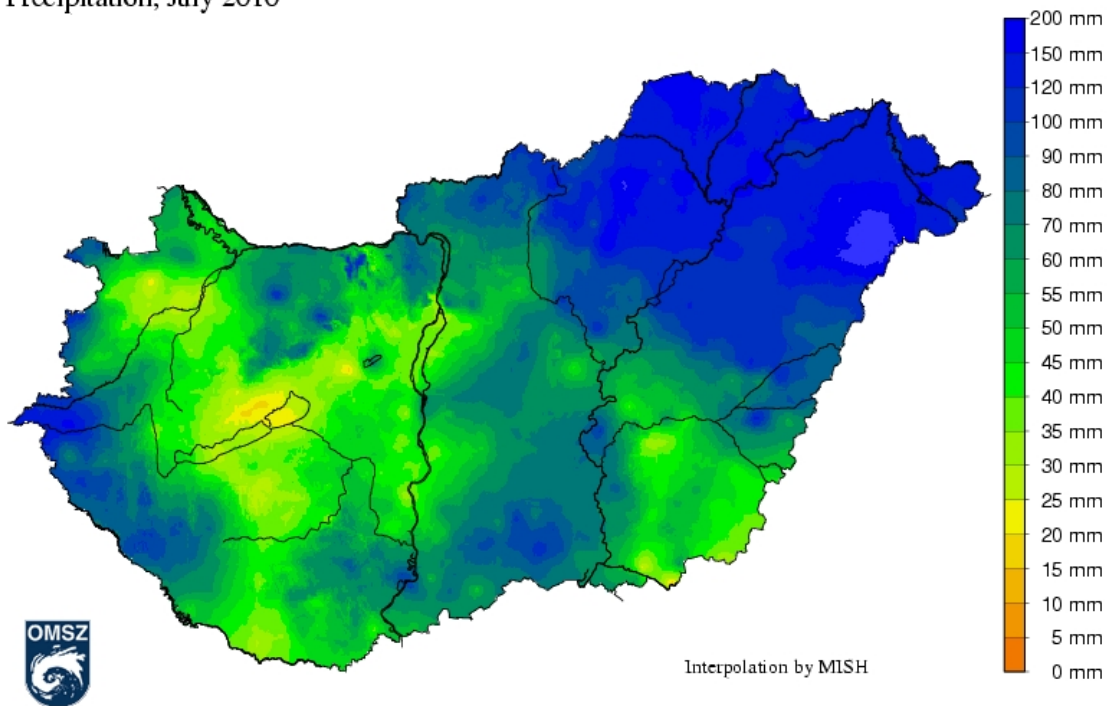 Precipitation, July
200 mm
150 mm
120 mm
100 mm
90 mm
80 mm
70 mm
60 mm
55 mm
50 mm
45 mm
40 mm
35 mm
30 mm
25 mm
20 mm
15 mm
10 mm
5 mm
0 mm
OMSZ
Interpolation by MISH